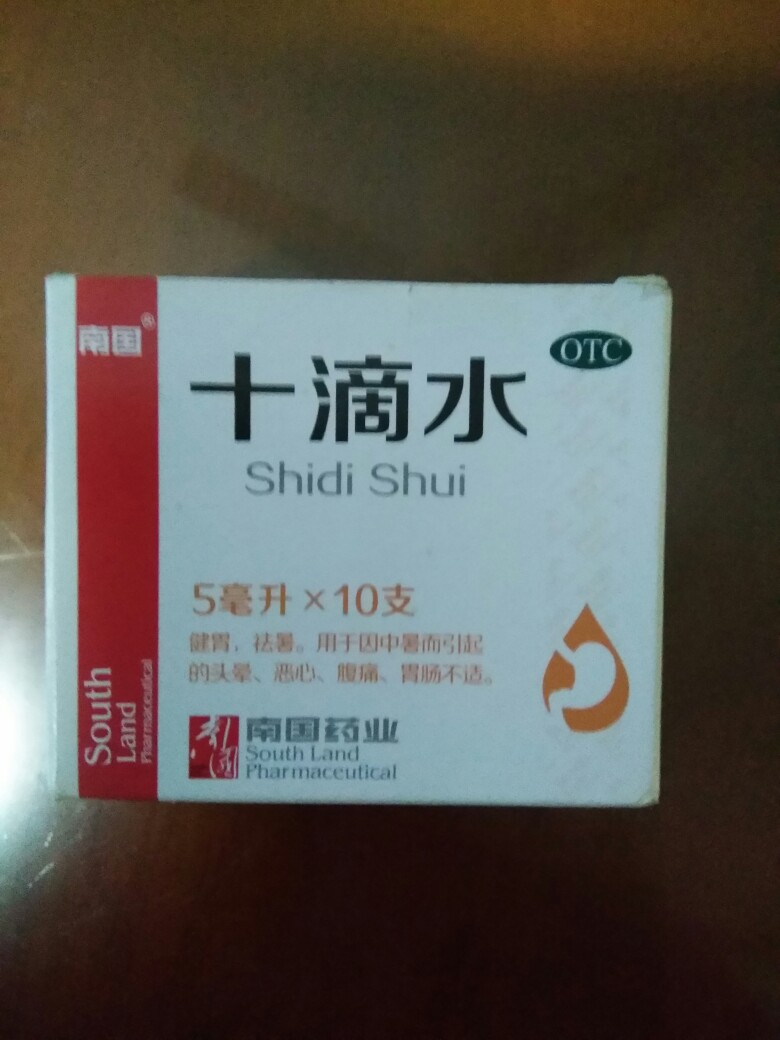 南国®
South
Land
Pharmaceutical
十滴水
OTC
Shidi Shui
5毫升×10支
健胃，祛暑。用于因中暑而引起
的头晕、恶心、腹痛、胃肠不适。
南国药业
South Land
Pharmaceutical